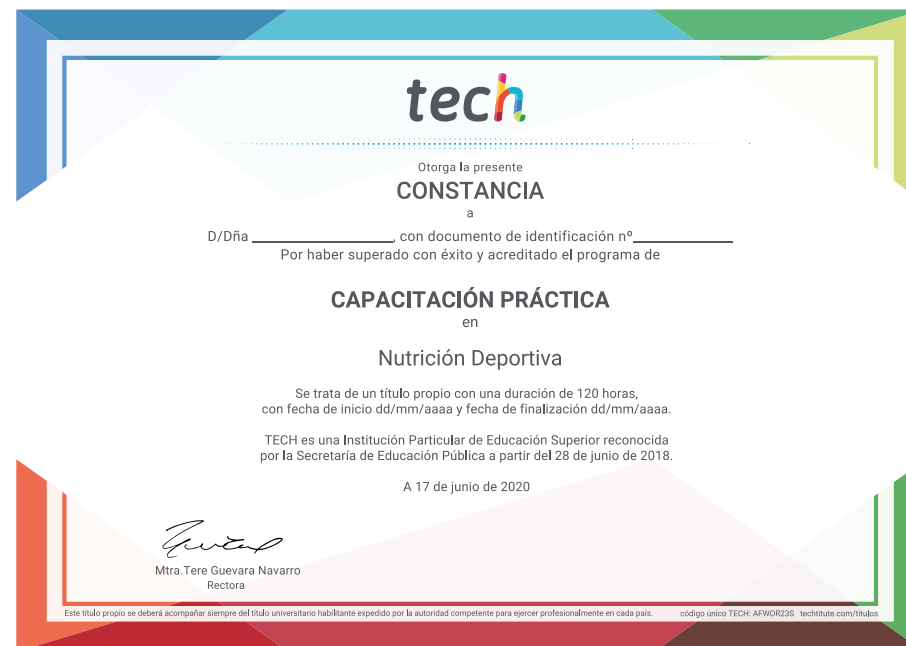 tech
Otorga la presente
CONSTANCIA
a
D/Dña ______________, con documento de identificación nº__________
Por haber superado con éxito y acreditado el programa de
CAPACITACIÓN PRÁCTICA
en
Nutrición Deportiva
Se trata de un título propio con una duración de 120 horas,
con fecha de inicio dd/mm/aaaa y fecha de finalización dd/mm/aaaa.
TECH es una Institución Particular de Educación Superior reconocida
por la Secretaría de Educación Pública a partir del 28 de junio de 2018.
A 17 de junio de 2020
Mtra.Tere Guevara Navarro
Rectora
Este título propio se deberá acompañar siempre del título universitario habilitante expedido por la autoridad competente para ejercer profesionalmente en cada país. código único TECH: AFWOR23S techtitute.com/titulos